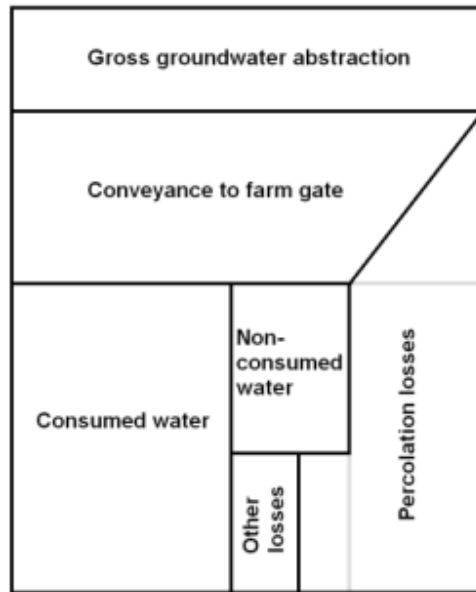 Gross groundwater abstraction
Conveyance to farm gate
Non-
consumed
water
Consumed water
Percolation losses
Other
losses